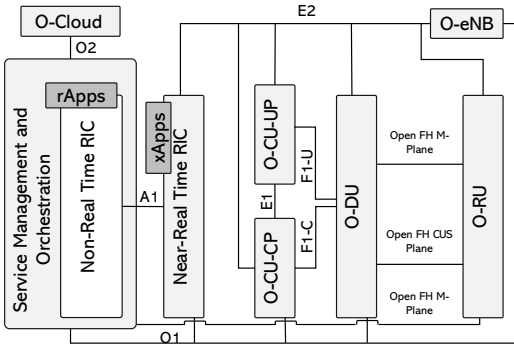 E2
O-Cloud
O-eNB
O2
rApps
xApps
Service Management and
Orchestration
Non-Real Time RIC
A1
Near-Real Time RIC
O-CU-UP
E1
O-CU-CP
F1-U
F1-C
O-DU
Open FH M-
Plane
Open FH CUS
Plane
Open FH M-
Plane
O-RU
O1